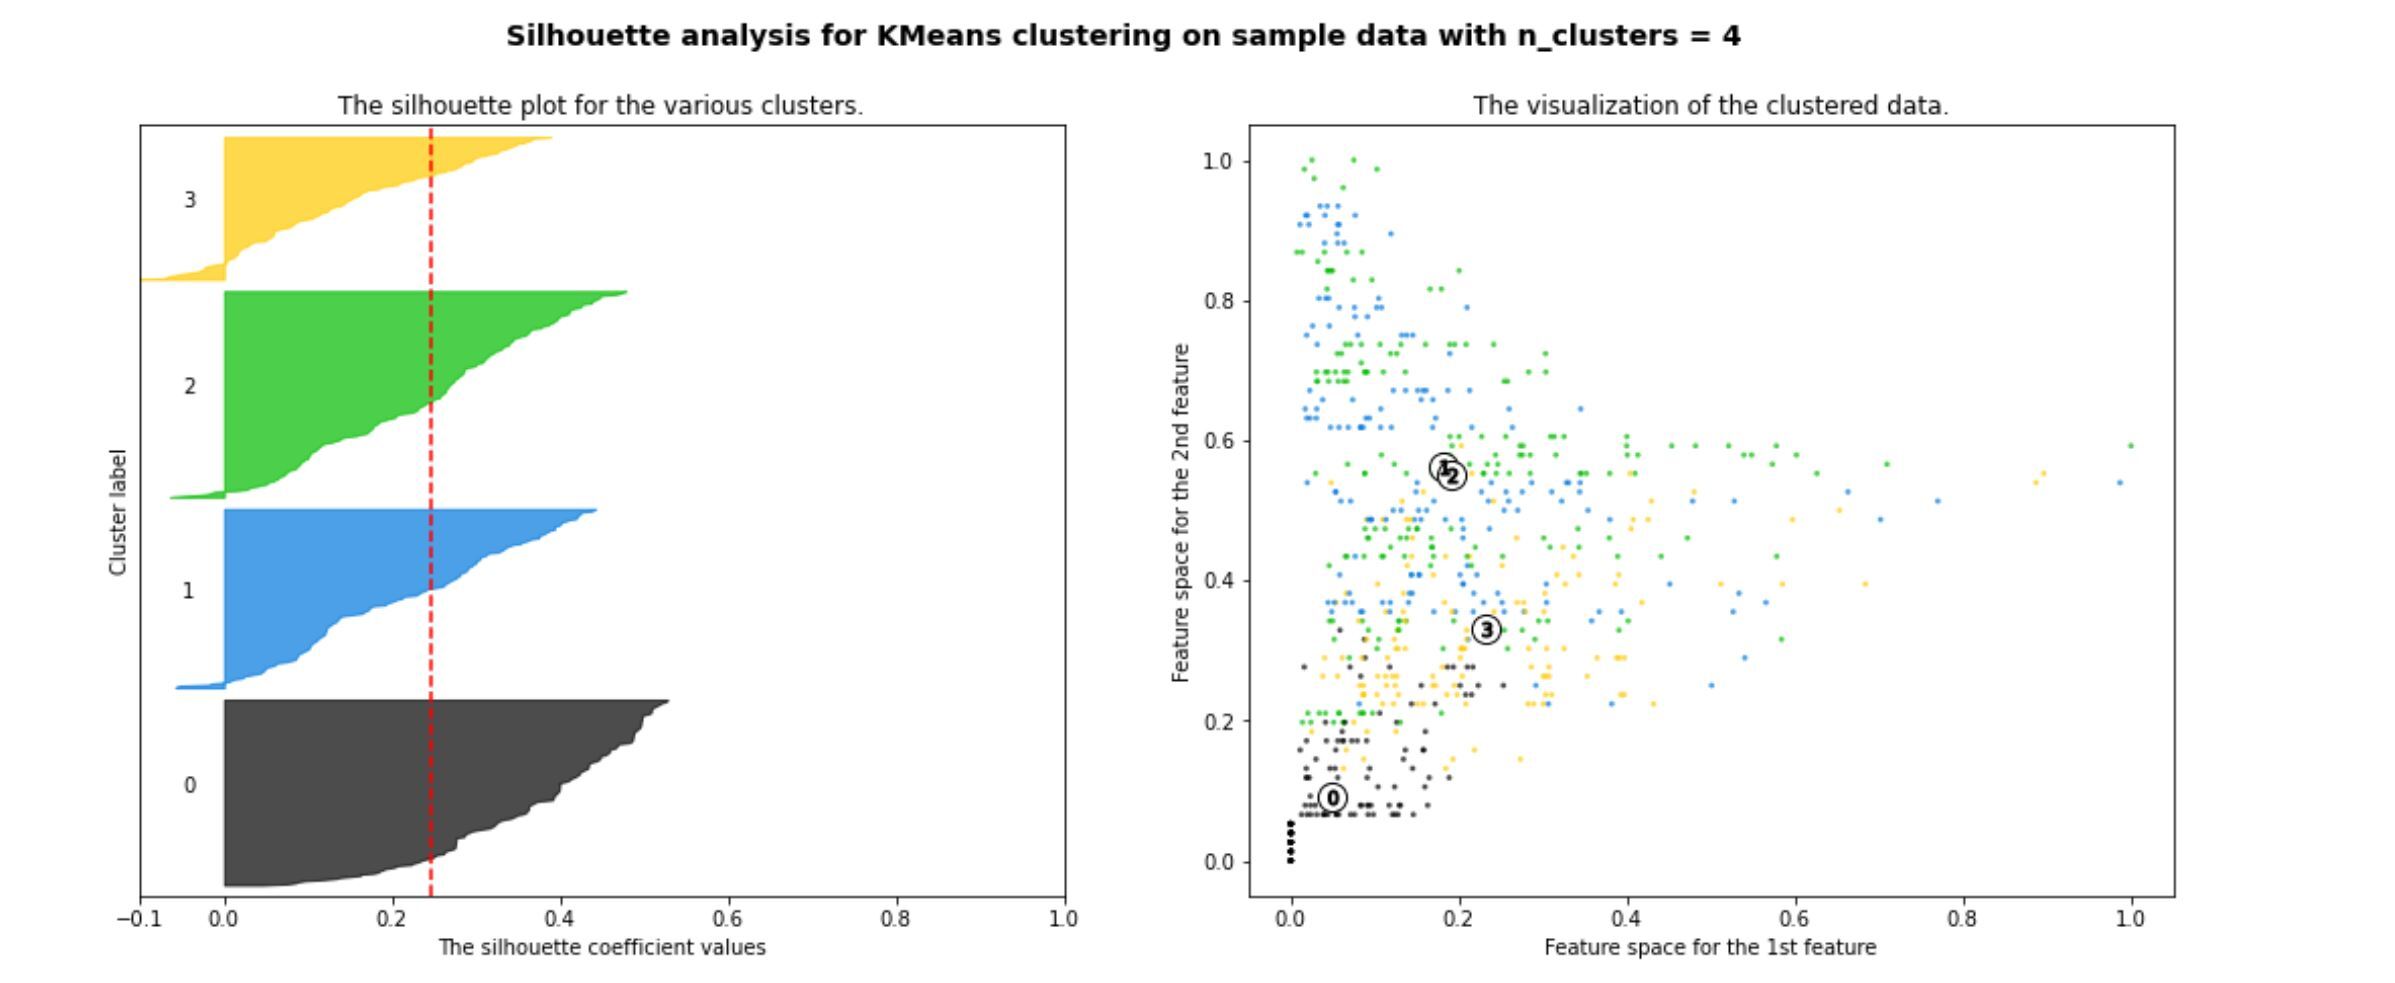 Silhouette analysis for KMeans clustering on sample data with n_clusters = 4
The silhouette plot for the various clusters.
Cluster label
3
2
1
0
−0.1 0.0 0.2 0.4 0.6 0.8 1.0
The silhouette coefficient values
The visualization of the clustered data.
Feature space for the 2nd feature
1.0
0.8
0.6
0.4
0.2
0.0
1
2
3
0
0.0 0.2 0.4 0.6 0.8 1.0
Feature space for the 1st feature